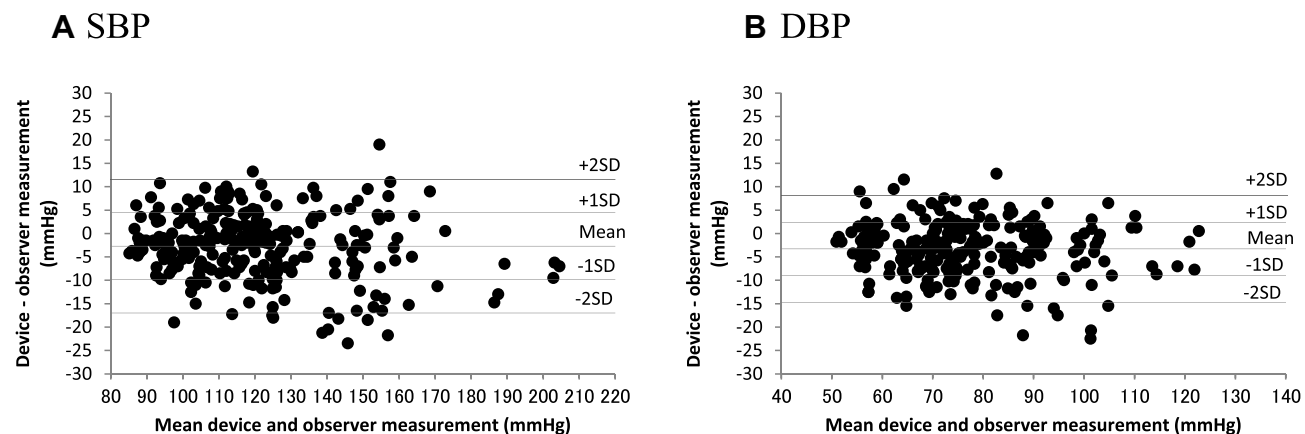 A SBP
Device - observer measurement
(mmHg)
30
25
20
15
10
5
0
-5
-10
-15
-20
-25
-30
+2SD
+1SD
Mean
-1SD
-2SD
80 90 100 110 120 130 140 150 160 170 180 190 200 210 220
Mean device and observer measurement (mmHg)
B DBP
Device - observer measurement
(mmHg)
30
25
20
15
10
5
0
-5
-10
-15
-20
-25
-30
+2SD
+1SD
Mean
-1SD
-2SD
40 50 60 70 80 90 100 110 120 130 140
Mean device and observer measurement (mmHg)